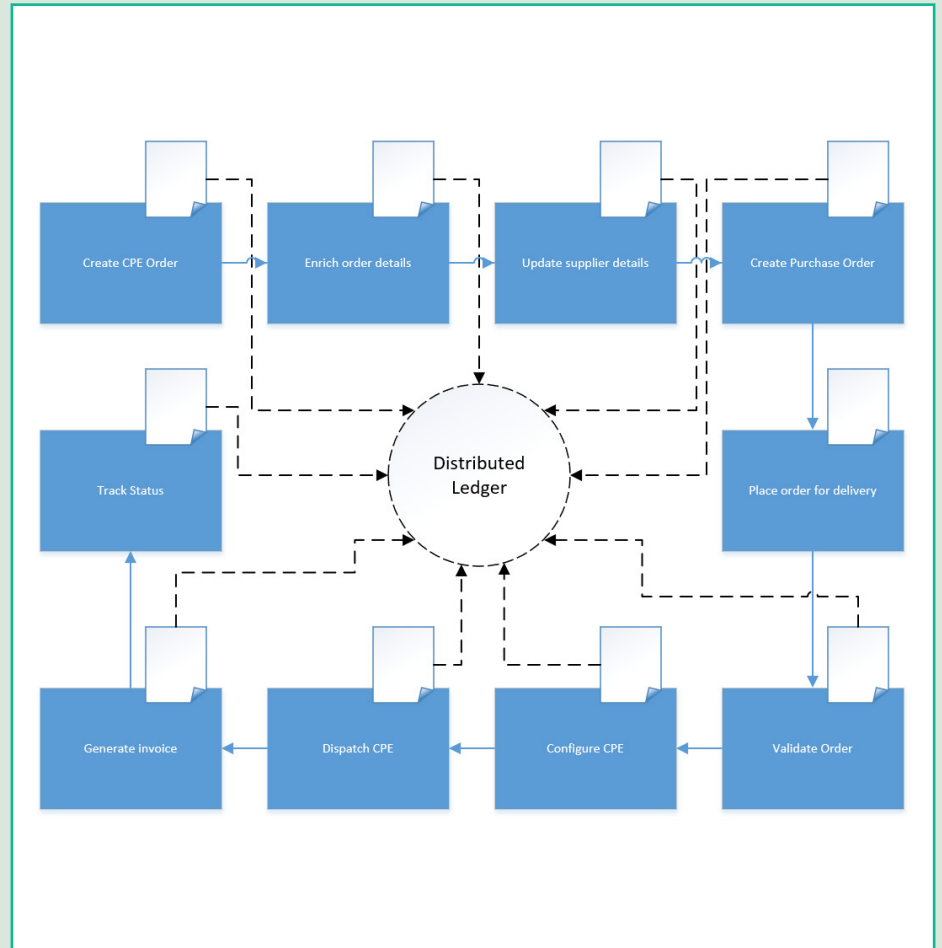 Create CPE Order
Enrich order details
Update supplier details
Create Purchase Order
Distributed
Ledger
Track Status
Place order for delivery
Generate invoice
Dispatch CPE
Configure CPE
Validate Order